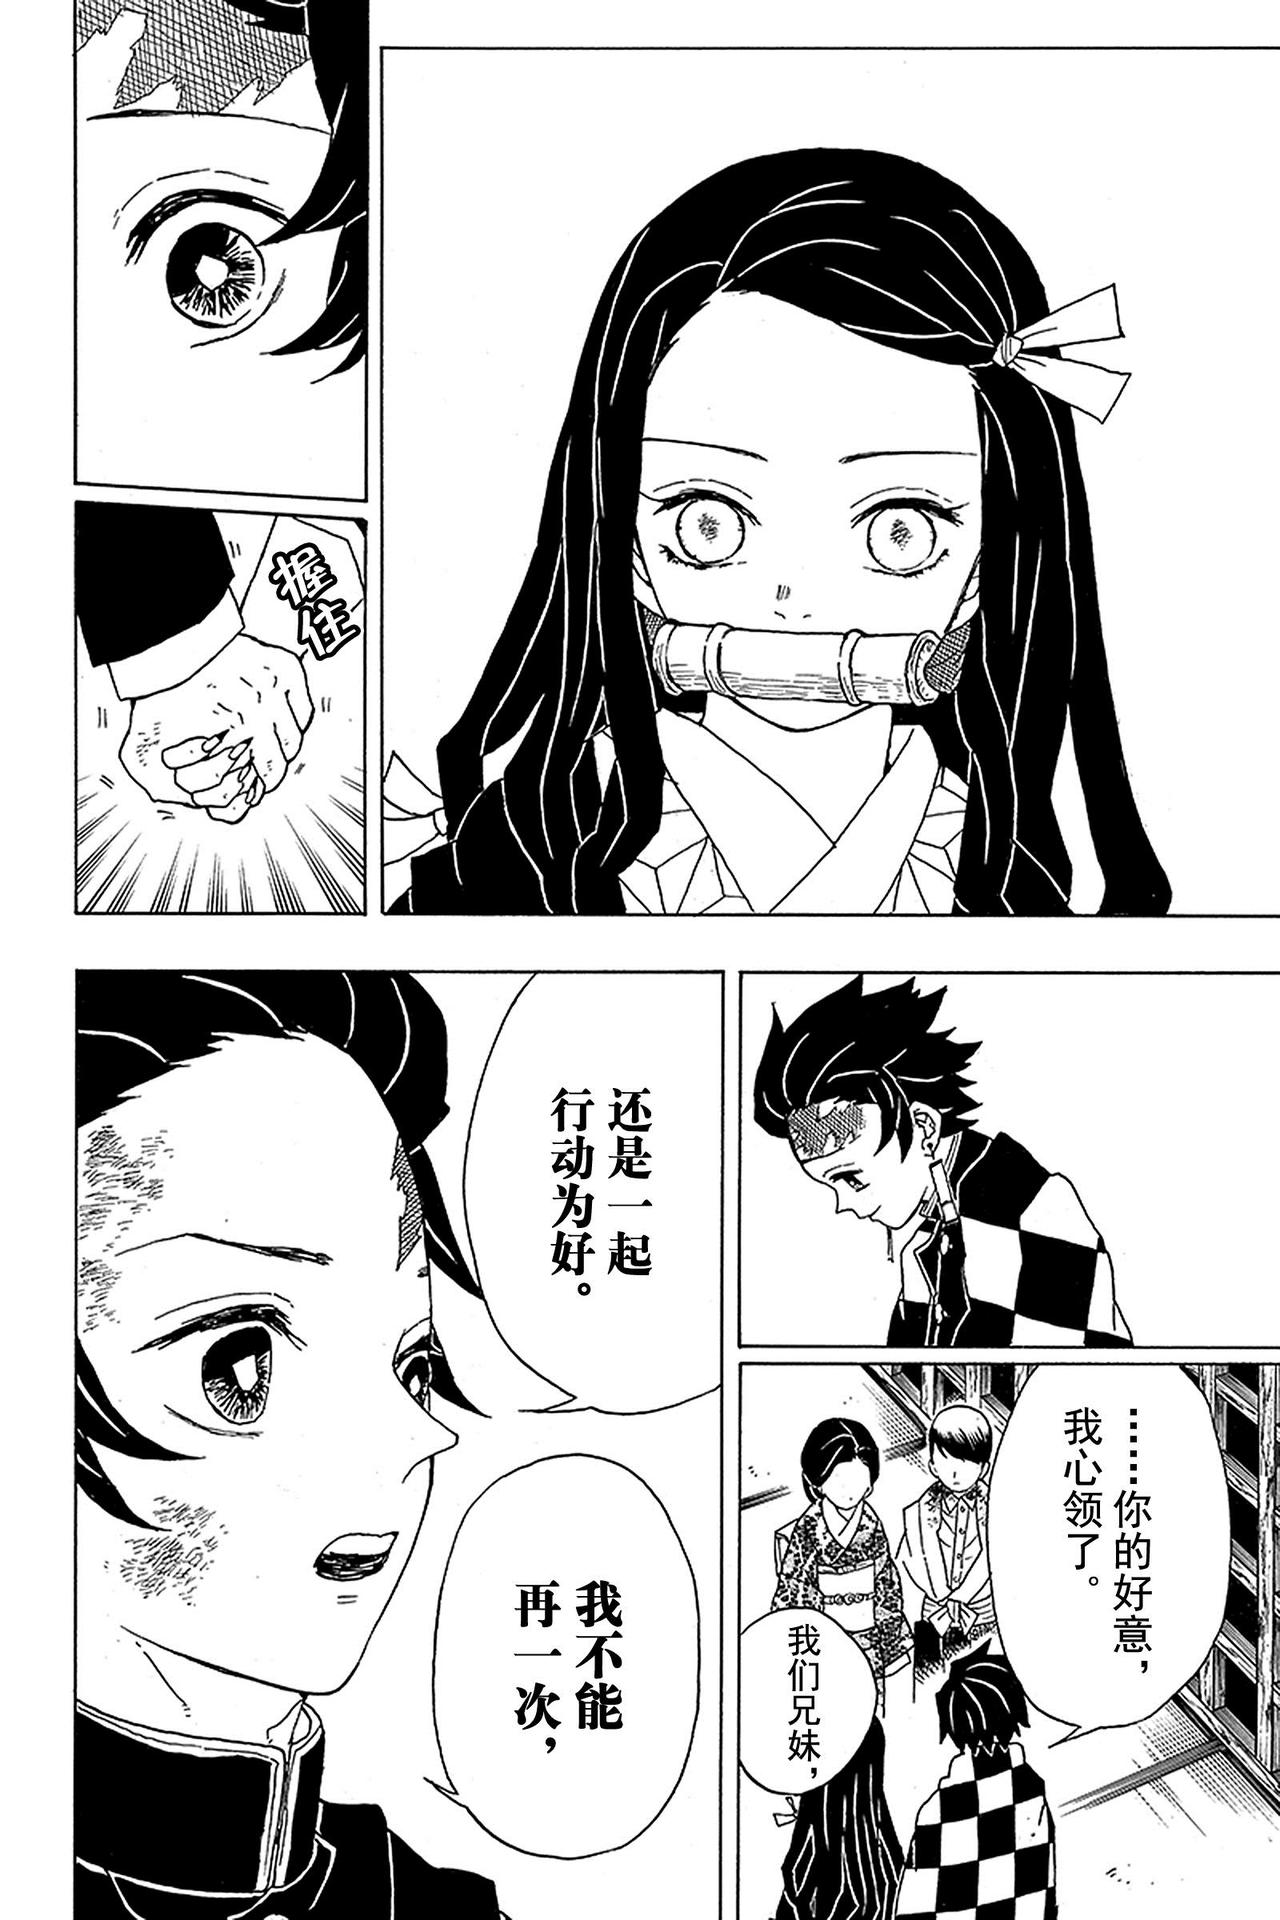 握住
……你的好意，
我心领了。
我们兄妹，
还是一起
行动为好。
我不能
再一次，